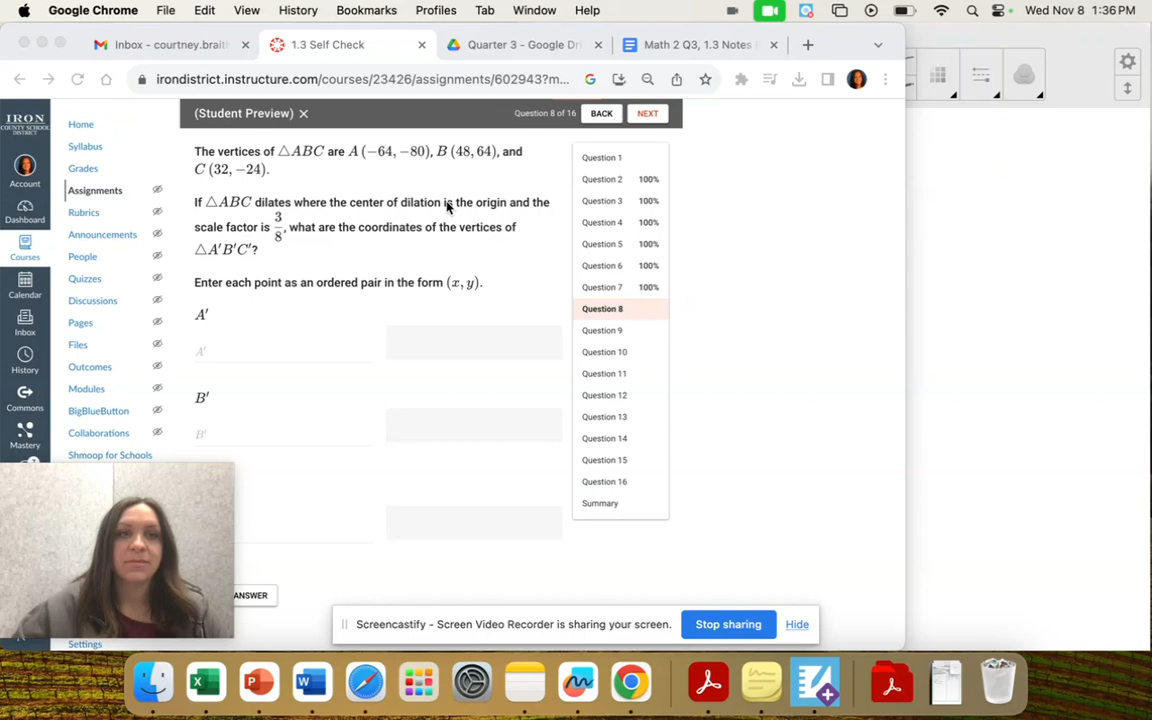 Google Chrome File Edit View History Bookmarks Profiles Tab Window Help Wed Nov 8 1:36 PM
Inbox - courtney.brait 1.3 Self Check Quarter 3 - Google Dri Math 2 Q3, 1.3 Notes
irondistrict.instructure.com/courses/23426/assignments/602943?m...
IRON
COUNTY SCHOOL
DISTRICT
Account
Dashboard
Courses
Calendar
Inbox
History
Commons
Mastery
Home
Syllabus
Grades
Assignments
Rubrics
Announcements
People
Quizzes
Discussions
Pages
Files
Outcomes
Modules
BigBlueButton
Collaborations
Shmoop for Schools
Settings
(Student Preview) Question 8 of 16 BACK NEXT
The vertices of △ABC are A (−64, −80), B (48, 64), and
C (32, −24).
If △ABC dilates where the center of dilation is the origin and the
scale factor is 3/8, what are the coordinates of the vertices of
△A′B′C′?
Enter each point as an ordered pair in the form (x, y).
A′
A′
B′
B′
ANSWER
Question 1
Question 2 100%
Question 3 100%
Question 4 100%
Question 5 100%
Question 6 100%
Question 7 100%
Question 8
Question 9
Question 10
Question 11
Question 12
Question 13
Question 14
Question 15
Question 16
Summary
Screencastify - Screen Video Recorder is sharing your screen. Stop sharing Hide